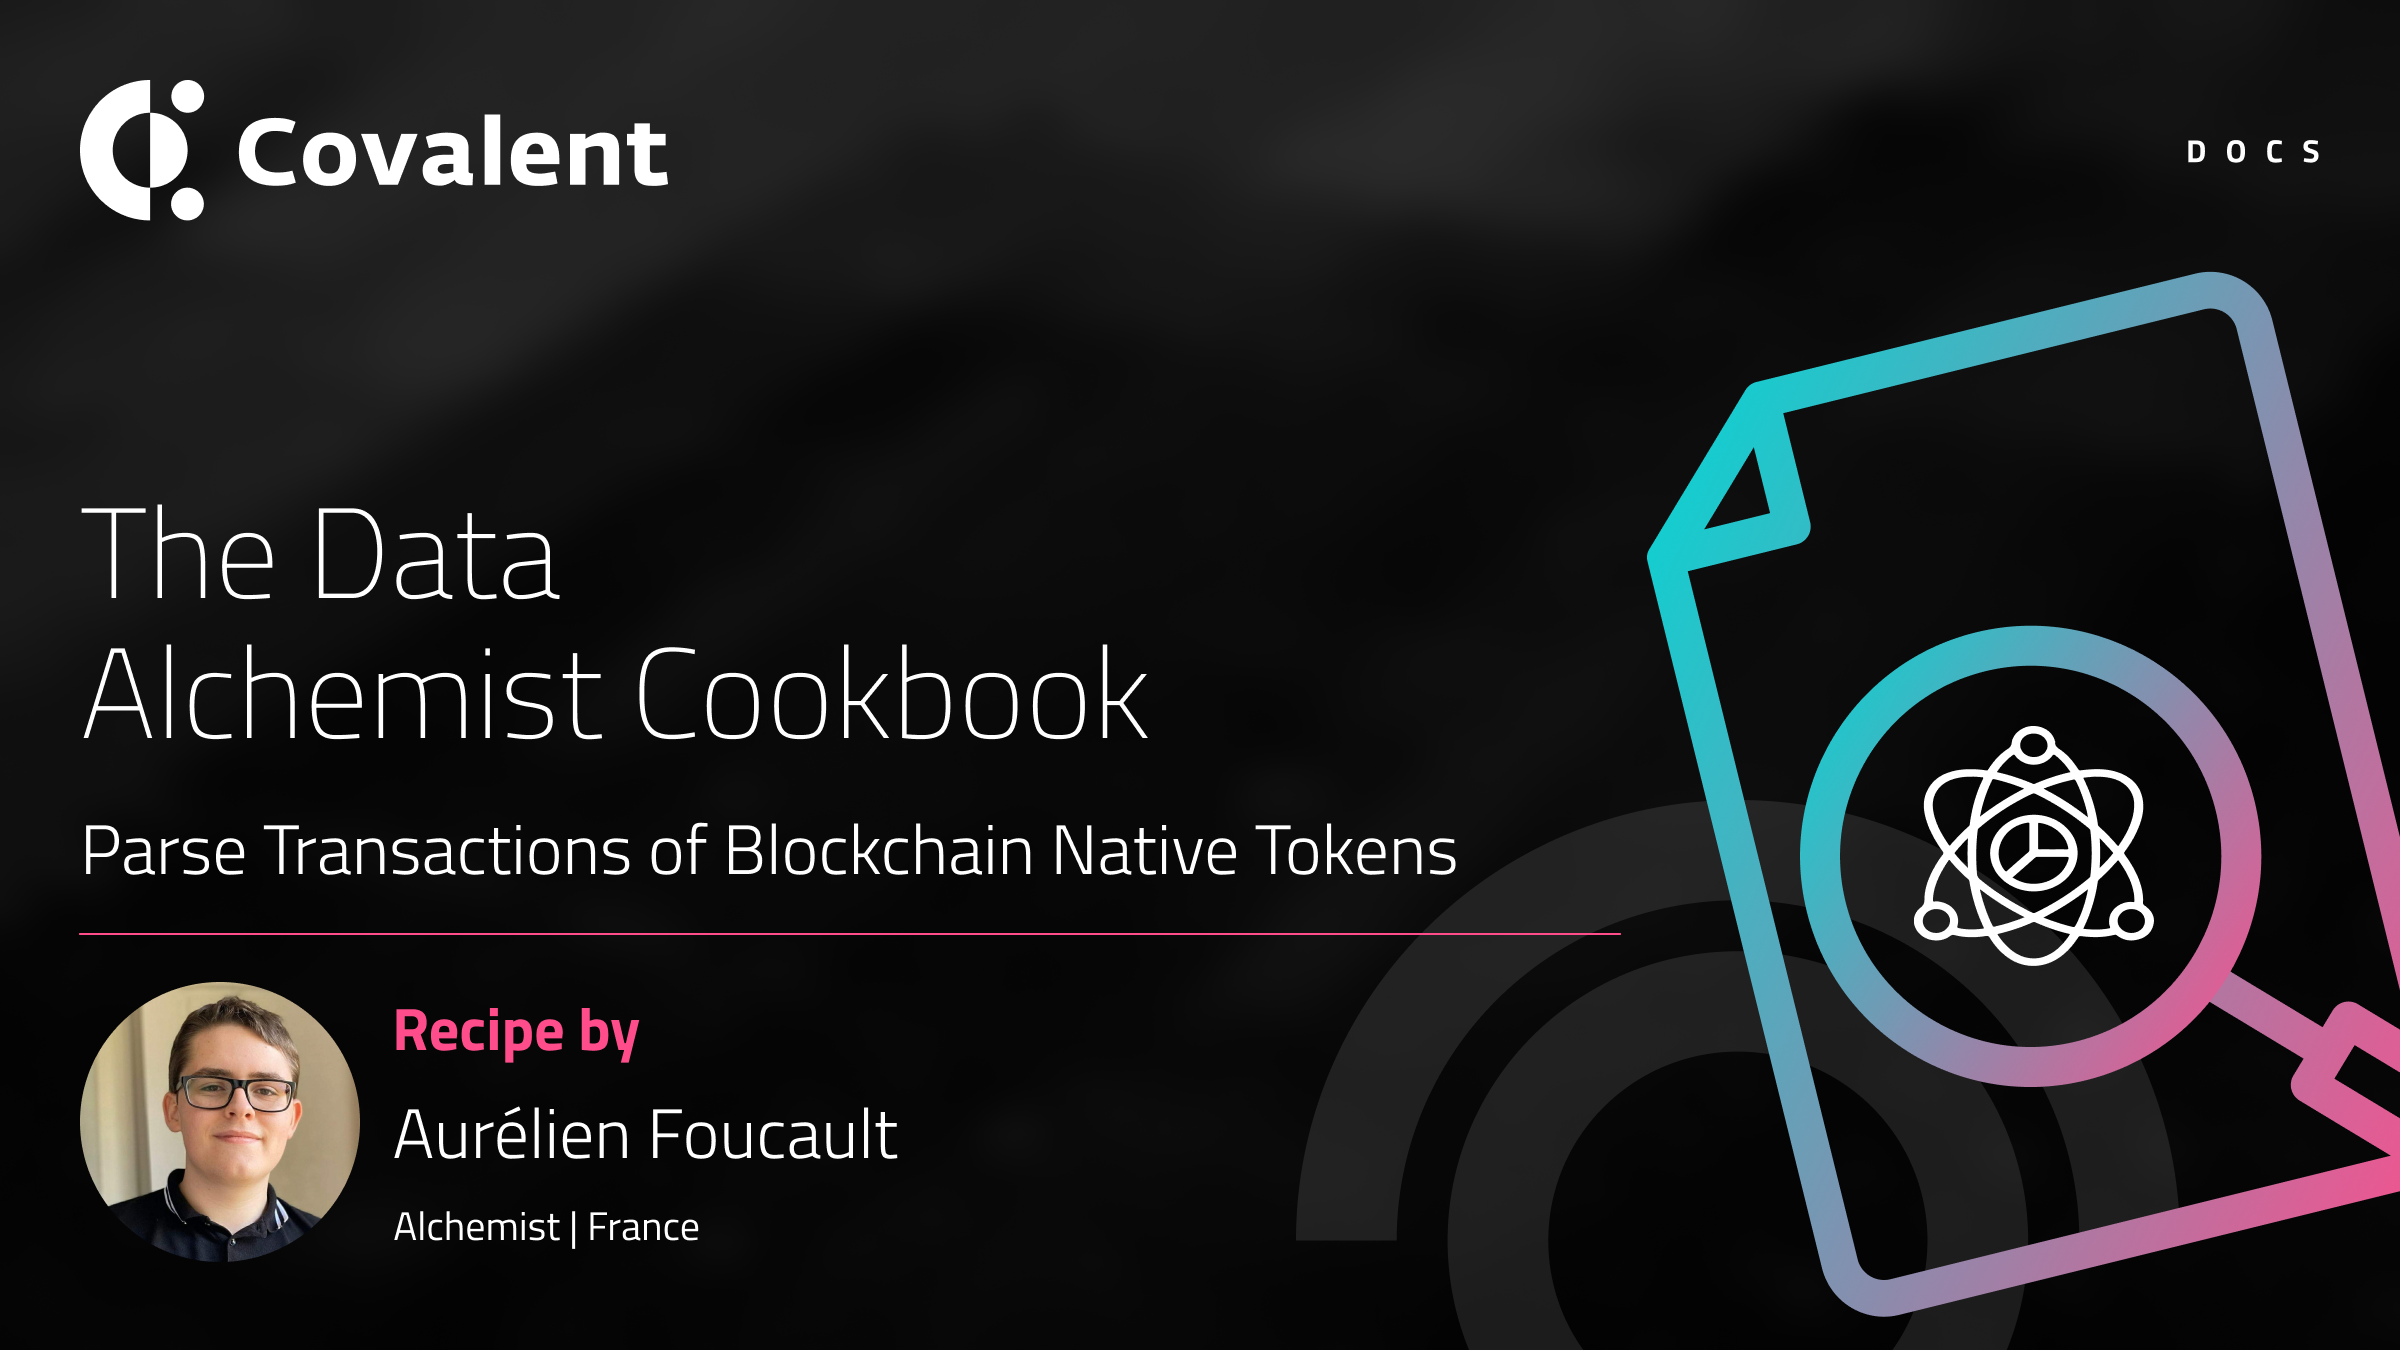 Covalent
DOCS
The Data
Alchemist Cookbook
Parse Transactions of Blockchain Native Tokens
Recipe by
Aurélien Foucault
Alchemist | France